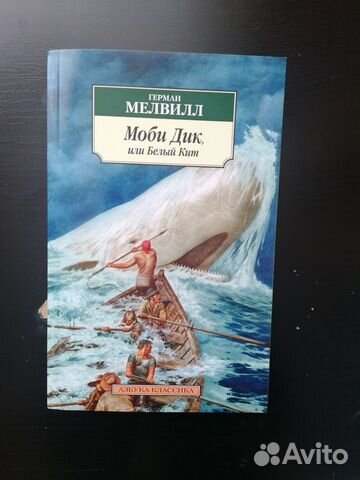 ГЕРМАН
МЕЛВИЛЛ
Моби Дик,
или Белый Кит
АЗБУКА-КЛАССИКА
Avito